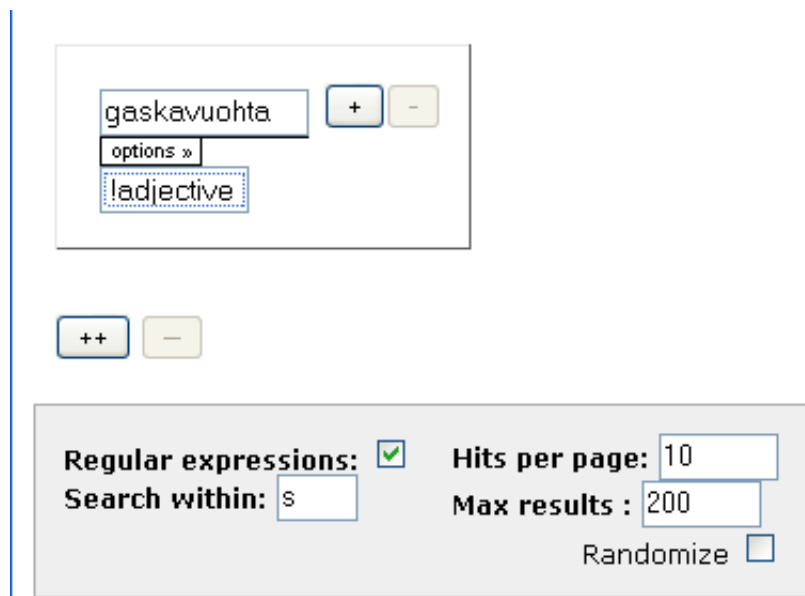 gaskavuohta + -
options »
!adjective
++ —
Regular expressions: Hits per page: 10
Search within: s Max results : 200
Randomize